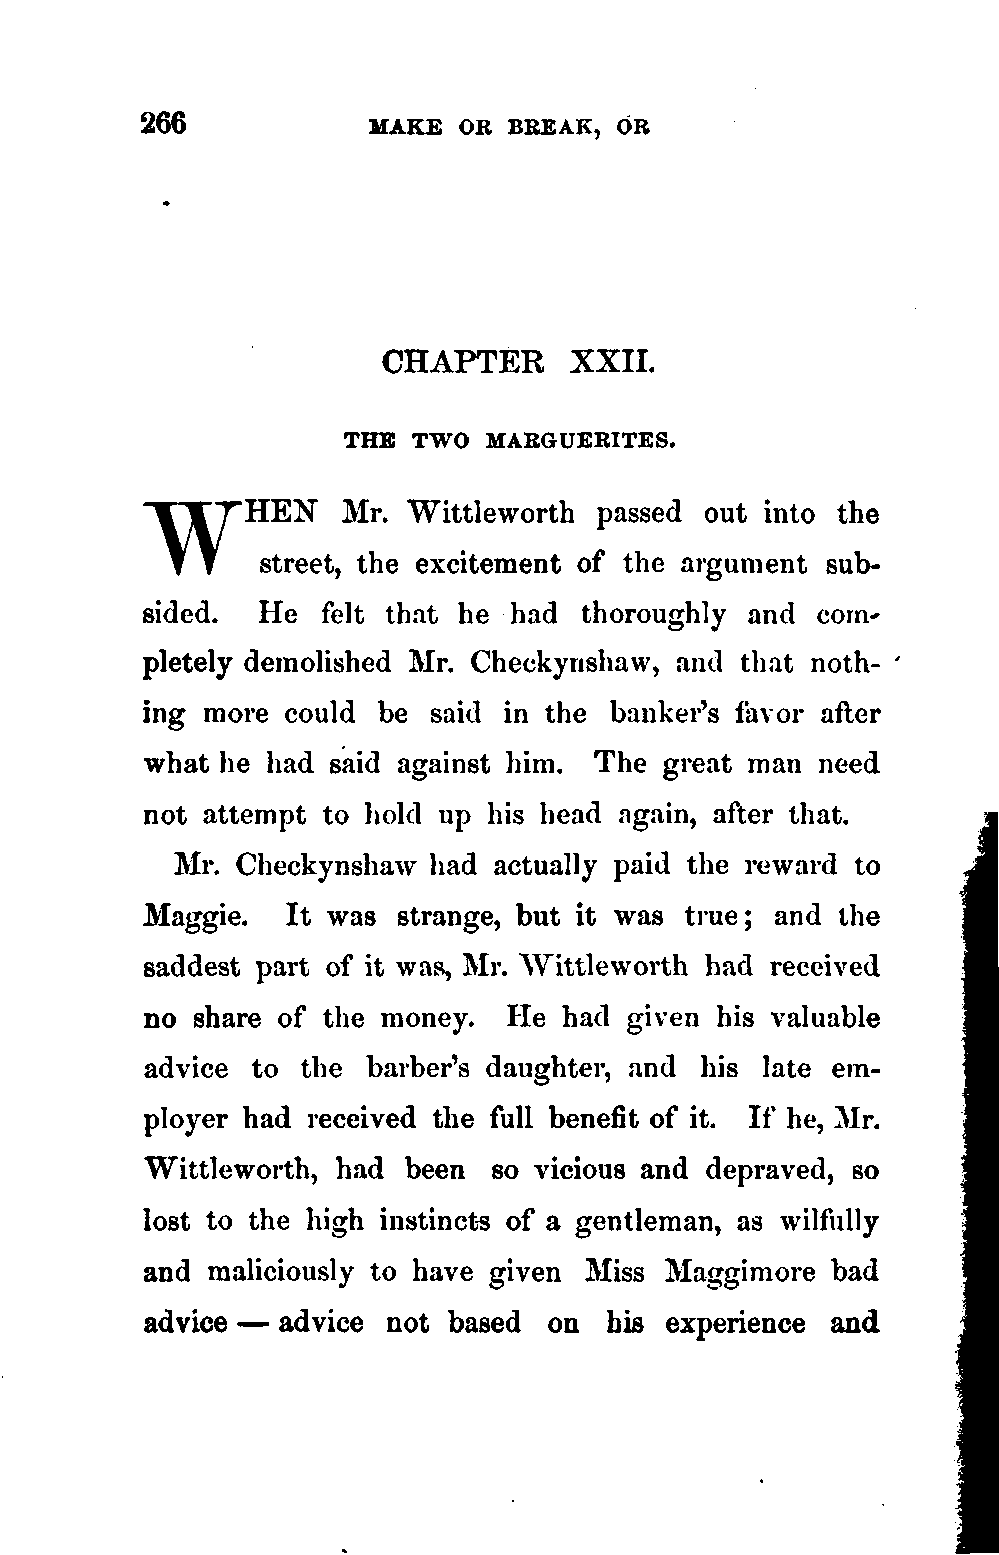 266 MAKE OR BREAK, OR
CHAPTER XXII.
THE TWO MARGUERITES.
WHEN Mr. Wittleworth passed out into the
street, the excitement of the argument sub-
sided. He felt that he had thoroughly and com-
pletely demolished Mr. Checkynshaw, and that noth-
ing more could be said in the banker's favor after
what he had said against him. The great man need
not attempt to hold up his head again, after that.
Mr. Checkynshaw had actually paid the reward to
Maggie. It was strange, but it was true; and the
saddest part of it was, Mr. Wittleworth had received
no share of the money. He had given his valuable
advice to the barber's daughter, and his late em-
ployer had received the full benefit of it. If he, Mr.
Wittleworth, had been so vicious and depraved, so
lost to the high instincts of a gentleman, as wilfully
and maliciously to have given Miss Maggimore bad
advice — advice not based on his experience and